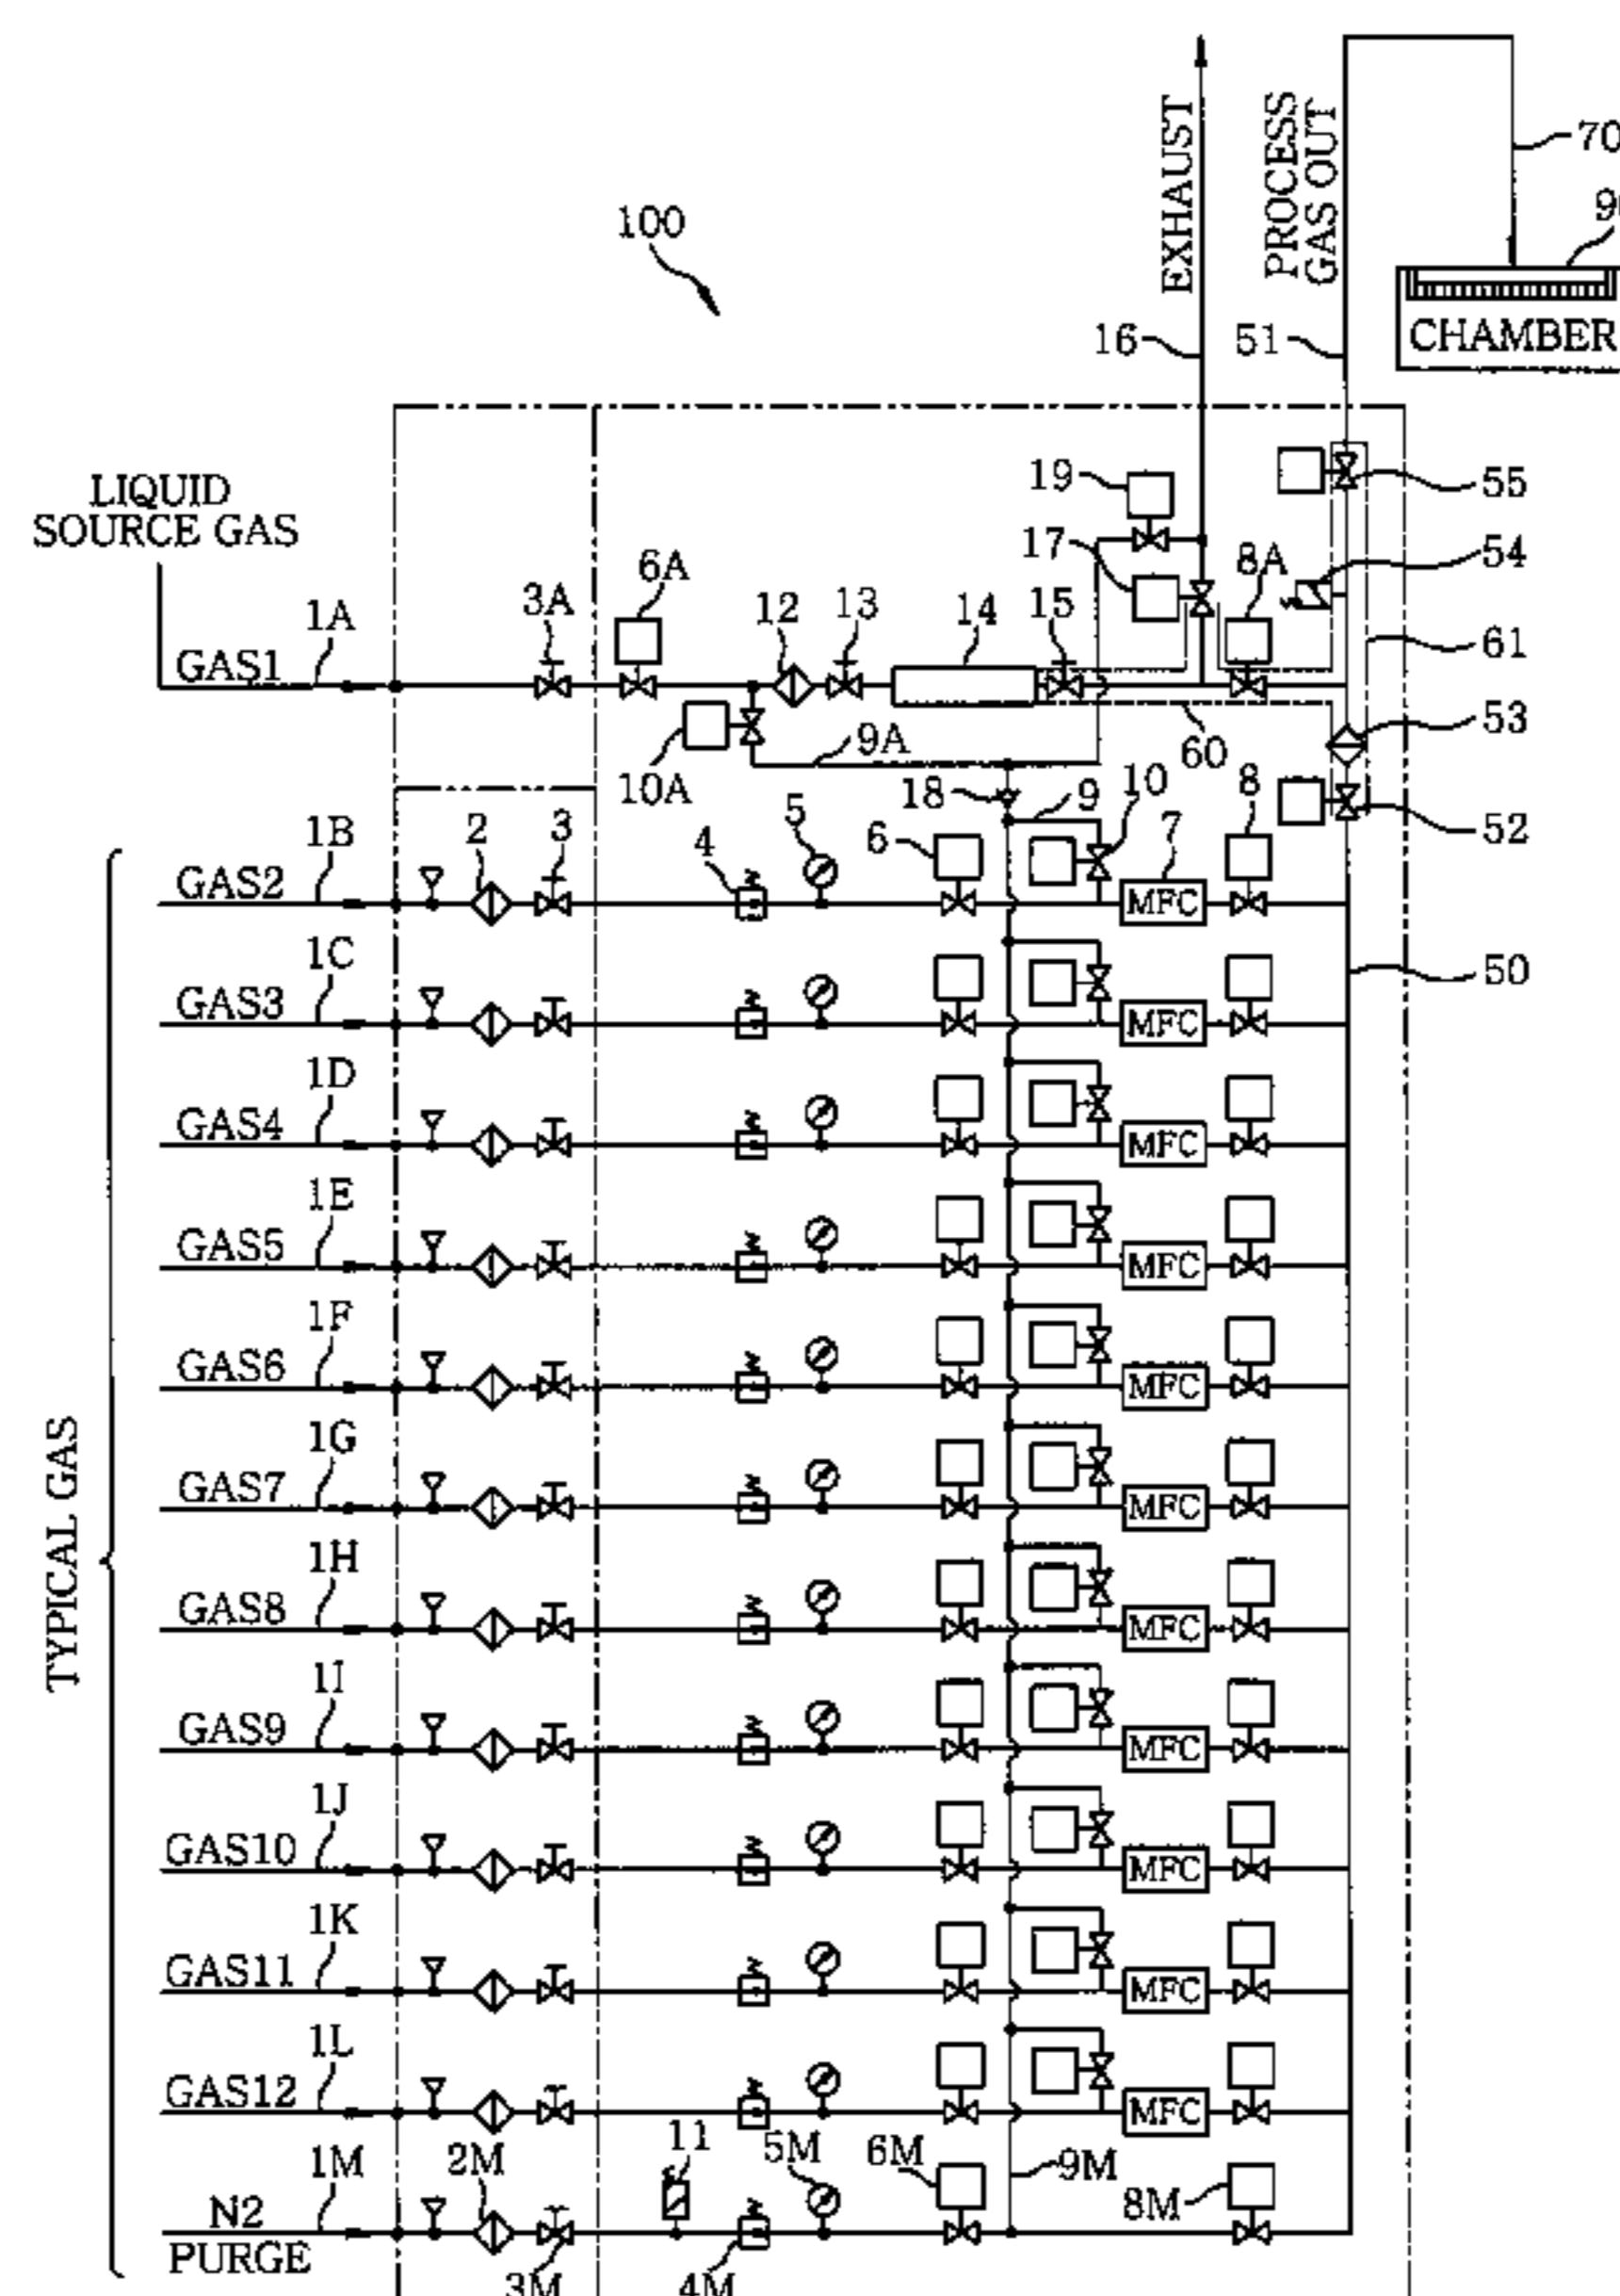 EXHAUST
PROCESS
GAS OUT
70
100
CHAMBER
16
51
LIQUID
SOURCE GAS
19
55
17
54
6A
8A
3A
12
13
14
15
1A
61
GAS1
53
9A
60
10A
18
9
10
8
5
52
1B
2
3
4
6
7
GAS2
MFC
1C
50
GAS3
MFC
1D
GAS4
MFC
1E
GAS5
MFC
1F
GAS6
MFC
1G
GAS7
MFC
TYPICAL GAS
1H
GAS8
MFC
1I
GAS9
MFC
1J
GAS10
MFC
1K
GAS11
MFC
1L
GAS12
MFC
11
5M
6M
1M
2M
9M
8M
N2
PURGE
3M
4M